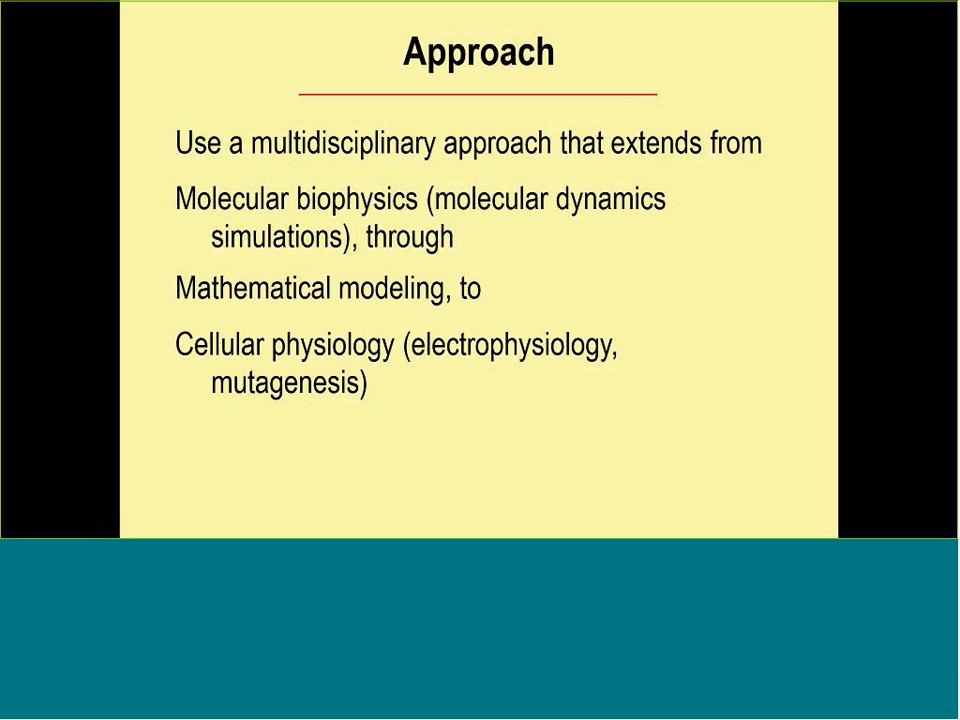 Approach
Use a multidisciplinary approach that extends from
Molecular biophysics (molecular dynamics
simulations), through
Mathematical modeling, to
Cellular physiology (electrophysiology,
mutagenesis)